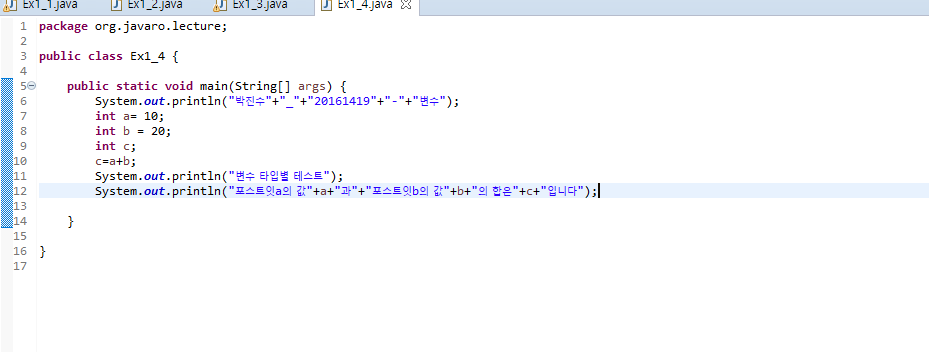 Ex1_1.java Ex1_2.java Ex1_3.java Ex1_4.java
1 package org.javaro.lecture;
2
3 public class Ex1_4 {
4
5 public static void main(String[] args) {
6 System.out.println("박진수"+"_"+"20161419"+"-"+"변수");
7 int a= 10;
8 int b = 20;
9 int c;
10 c=a+b;
11 System.out.println("변수 타입별 테스트");
12 System.out.println("포스트잇a의 값"+a+"과"+"포스트잇b의 값"+b+"의 합은"+c+"입니다");
13
14 }
15
16 }
17